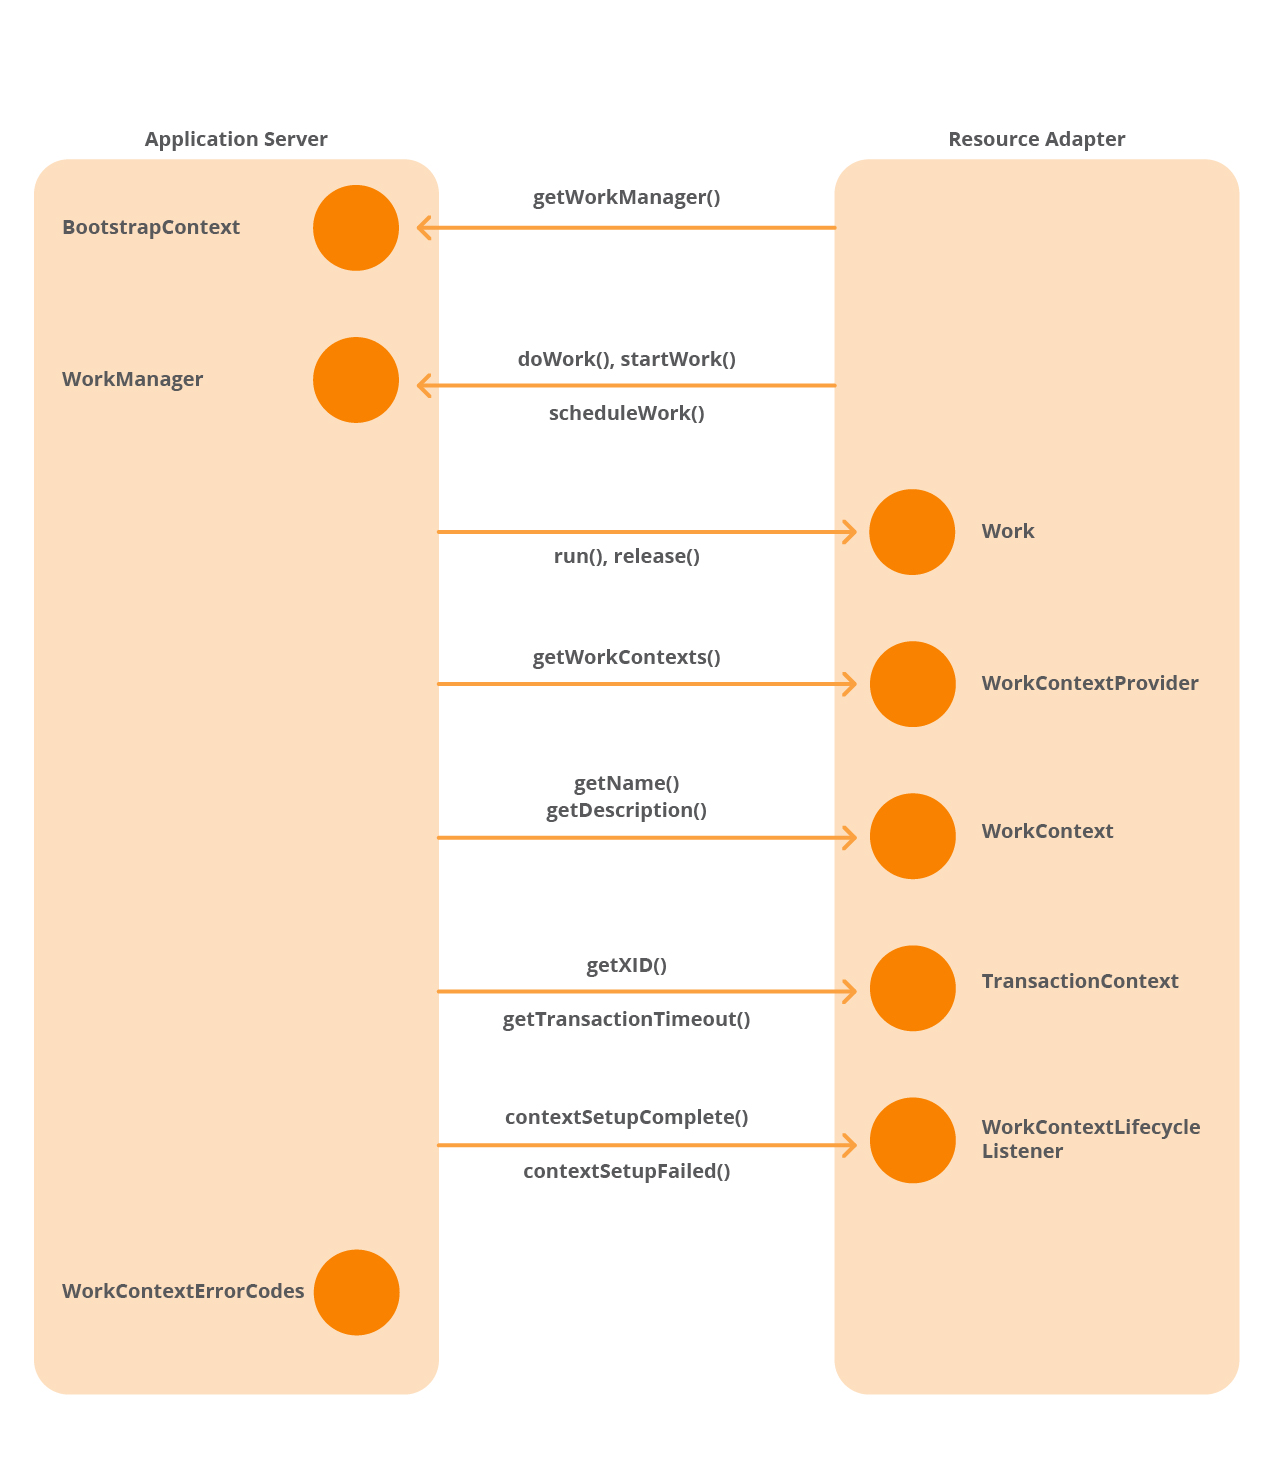 Application Server
Resource Adapter
getWorkManager()
BootstrapContext
doWork(), startWork()
WorkManager
scheduleWork()
Work
run(), release()
getWorkContexts()
WorkContextProvider
getName()
getDescription()
WorkContext
getXID()
TransactionContext
getTransactionTimeout()
contextSetupComplete()
WorkContextLifecycle
Listener
contextSetupFailed()
WorkContextErrorCodes